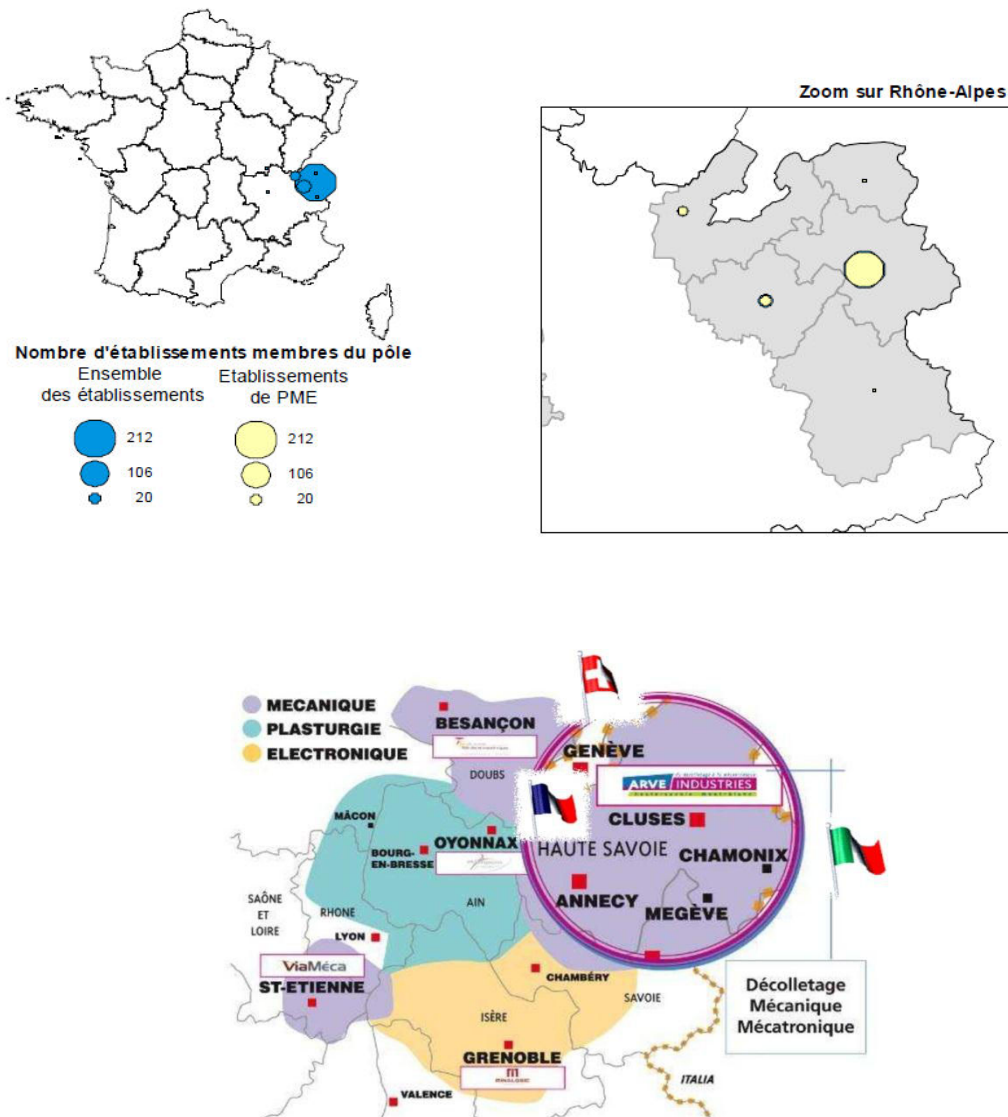 Zoom sur Rhône-Alpes
Nombre d'établissements membres du pôle
Ensemble
des établissements
Etablissements
de PME
212
106
20
212
106
20
MECANIQUE
PLASTURGIE
ELECTRONIQUE
BESANÇON
DOUBS
GENÈVE
ARVE INDUSTRIES
CLUSES
HAUTE SAVOIE
CHAMONIX
ANNECY
MEGÈVE
MÂCON
BOURG-
EN-BRESSE
OYONNAX
AIN
SAÔNE
ET
LOIRE
RHONE
LYON
ViaMéca
ST-ETIENNE
CHAMBÉRY
SAVOIE
ISÈRE
GRENOBLE
VALENCE
ITALIA
Décolletage
Mécanique
Mécatronique